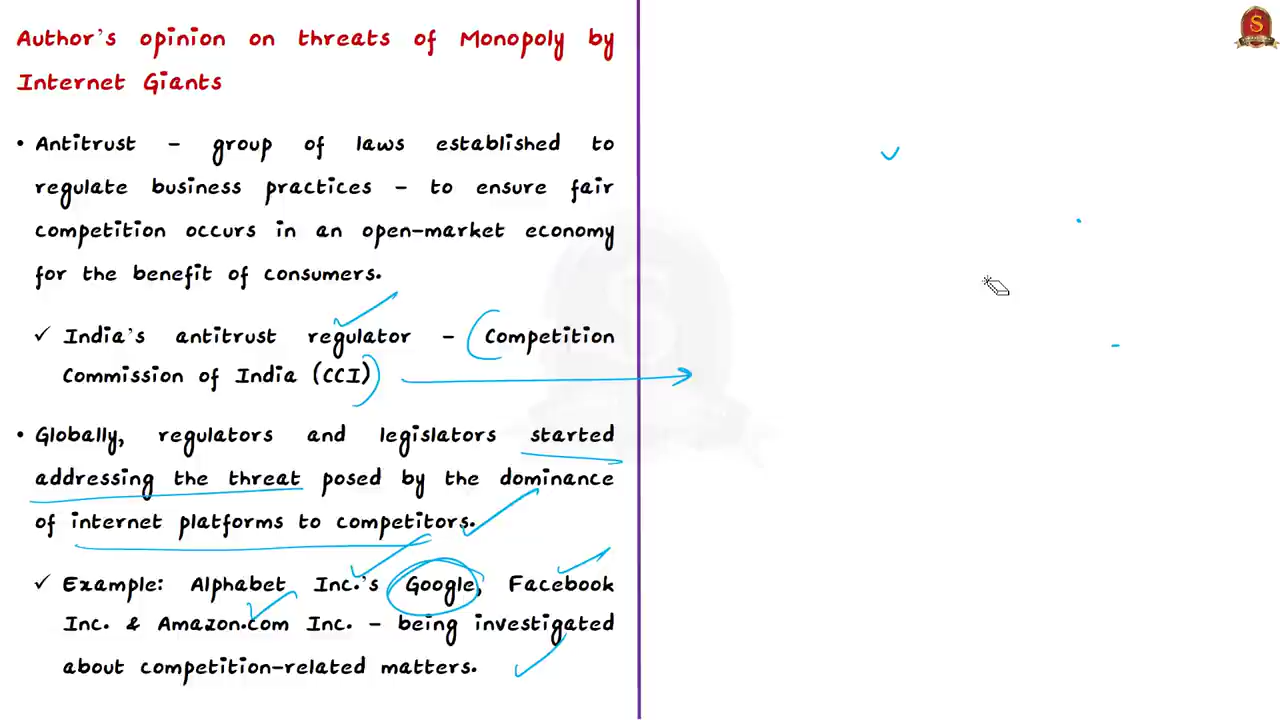 Author's opinion on threats of Monopoly by
Internet Giants
• Antitrust – group of laws established to
regulate business practices – to ensure fair
competition occurs in an open-market economy
for the benefit of consumers.
✓ India's antitrust regulator – Competition
Commission of India (CCI)
• Globally, regulators and legislators started
addressing the threat posed by the dominance
of internet platforms to competitors.
✓ Example: Alphabet Inc.'s Google, Facebook
Inc. & Amazon.com Inc. – being investigated
about competition-related matters.
S